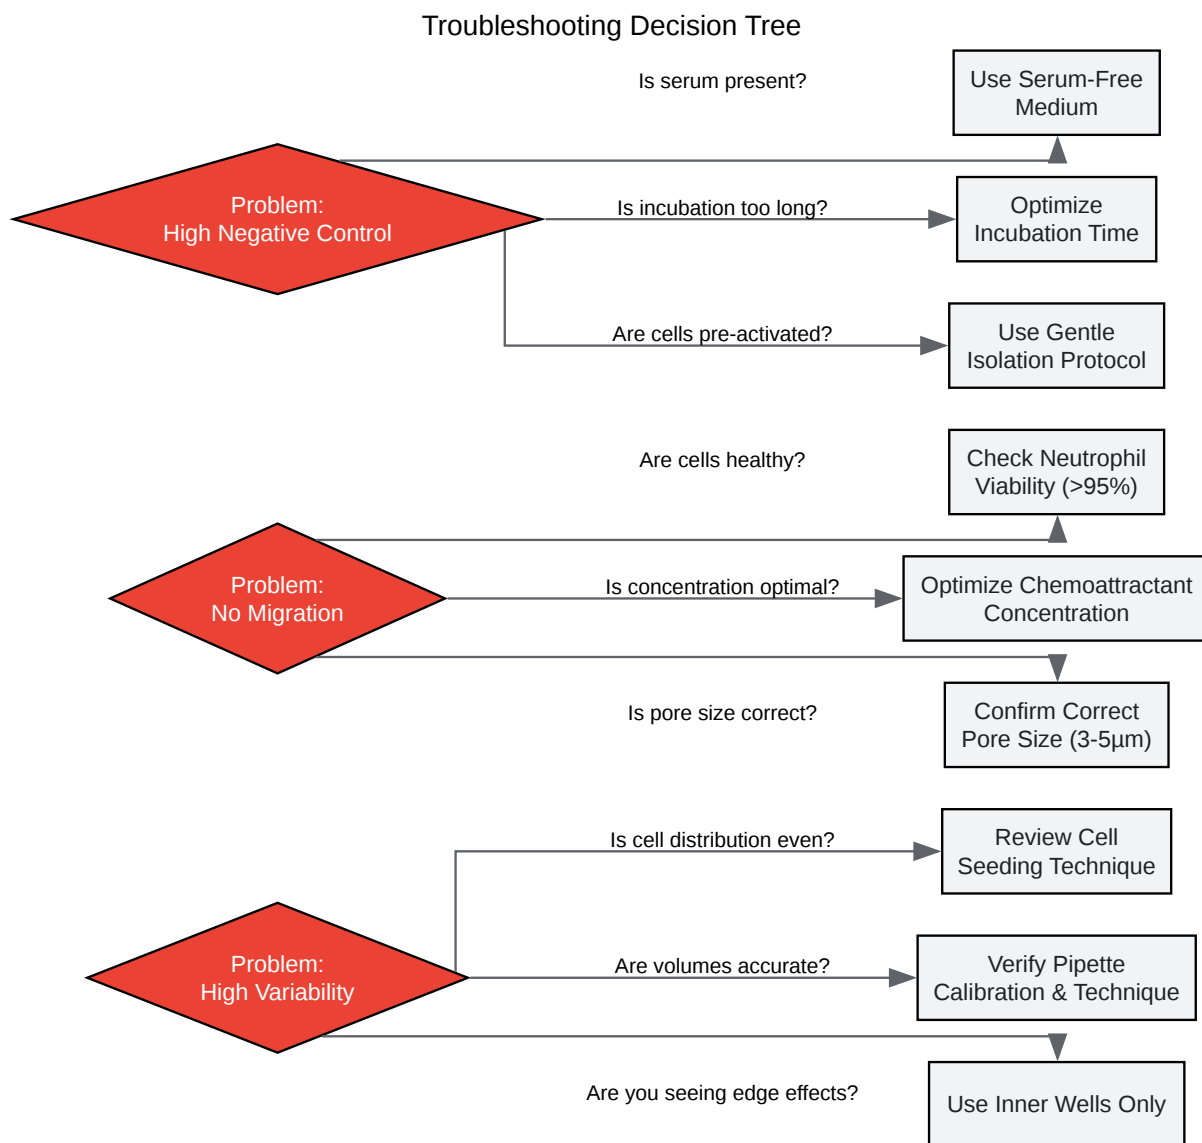 Troubleshooting Decision Tree
Is serum present?
Use Serum-Free
Medium
Problem:
High Negative Control
Is incubation too long?
Optimize
Incubation Time
Are cells pre-activated?
Use Gentle
Isolation Protocol
Are cells healthy?
Check Neutrophil
Viability (>95%)
Problem:
No Migration
Is concentration optimal?
Optimize Chemoattractant
Concentration
Is pore size correct?
Confirm Correct
Pore Size (3-5µm)
Is cell distribution even?
Review Cell
Seeding Technique
Problem:
High Variability
Are volumes accurate?
Verify Pipette
Calibration & Technique
Are you seeing edge effects?
Use Inner Wells Only